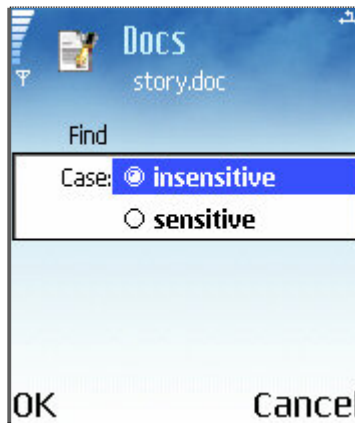 Docs
story.doc
Find
Case: insensitive
sensitive
OK Cancel